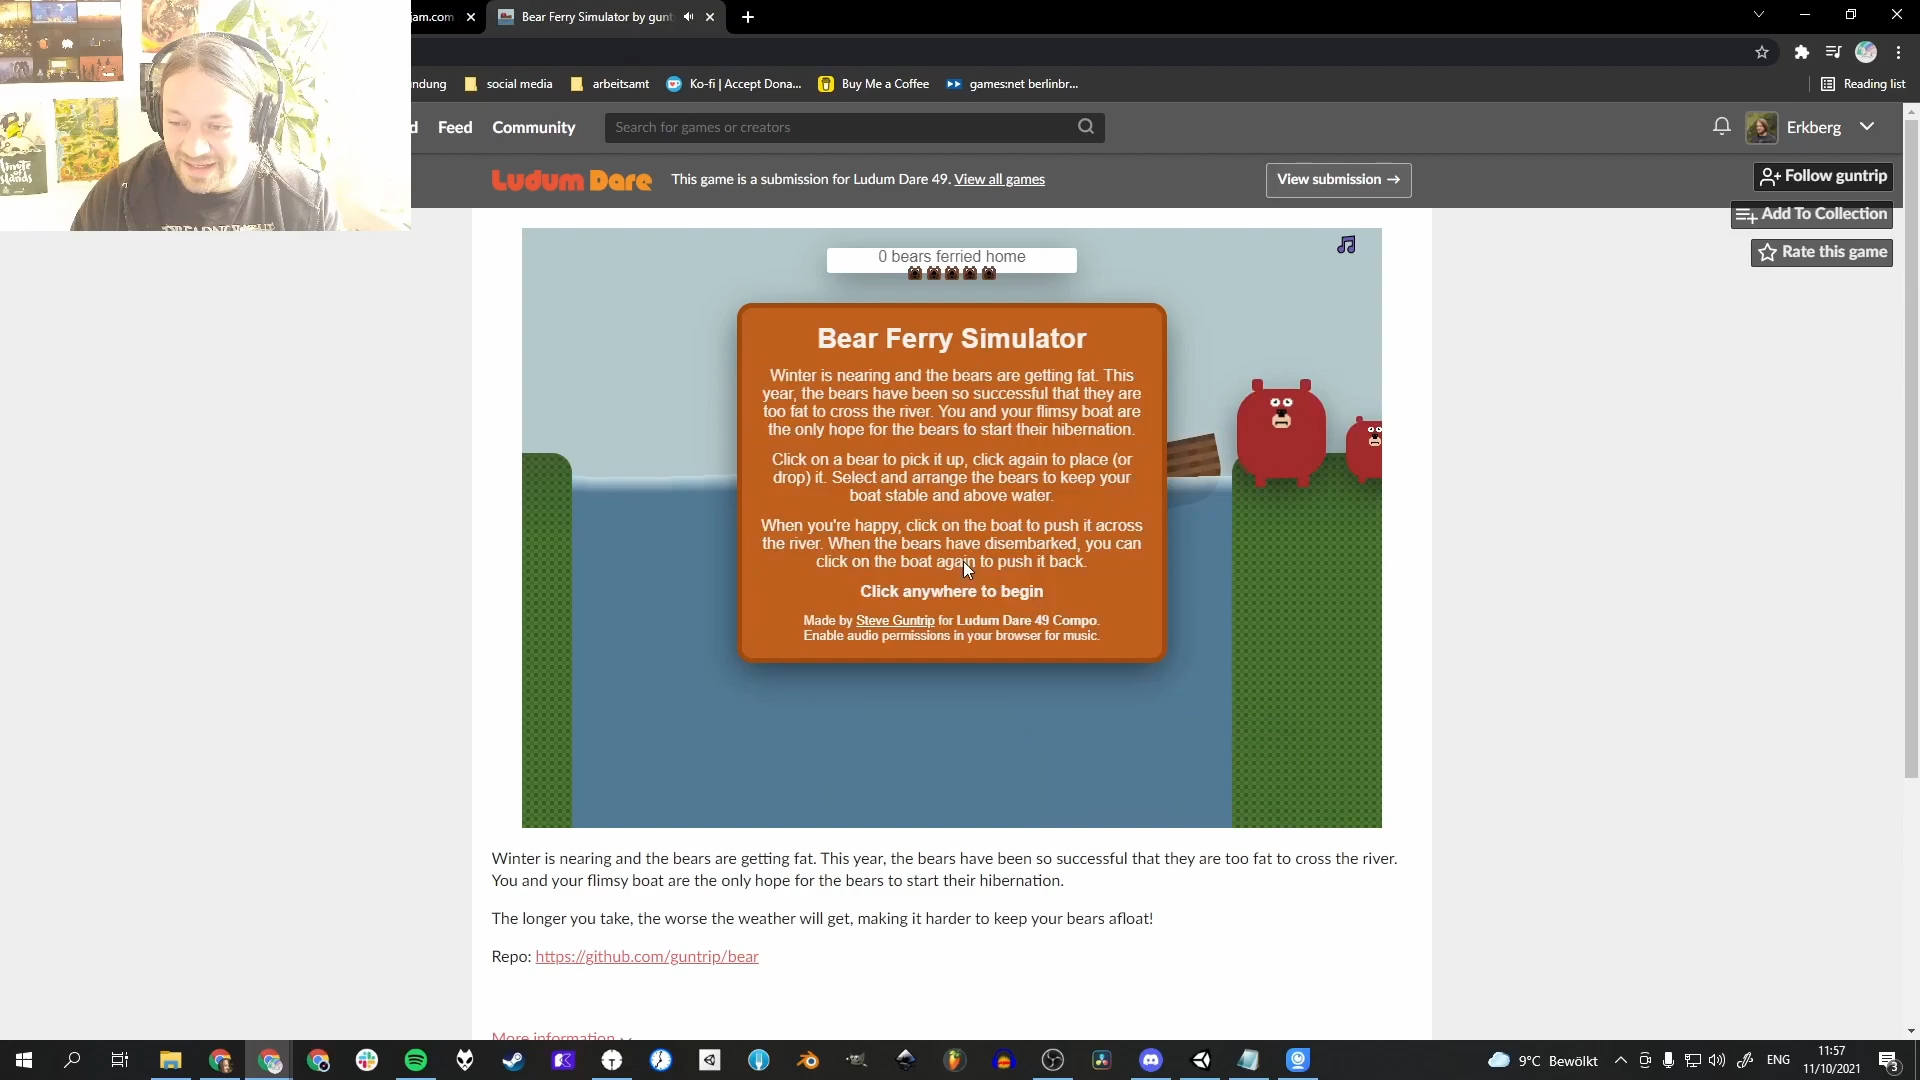 jam.com
Bear Ferry Simulator by gunt
ndung
social media
arbeitsamt
Ko-fi | Accept Dona...
Buy Me a Coffee
games:net berlinbr...
Reading list
d
Feed
Community
Search for games or creators
Erkberg
LUDUM DARE
This game is a submission for Ludum Dare 49. View all games
View submission →
Follow guntrip
Add To Collection
Rate this game
0 bears ferried home
Bear Ferry Simulator
Winter is nearing and the bears are getting fat. This
year, the bears have been so successful that they are
too fat to cross the river. You and your flimsy boat are
the only hope for the bears to start their hibernation.
Click on a bear to pick it up, click again to place (or
drop) it. Select and arrange the bears to keep your
boat stable and above water.
When you're happy, click on the boat to push it across
the river. When the bears have disembarked, you can
click on the boat again to push it back.
Click anywhere to begin
Made by Steve Guntrip for Ludum Dare 49 Compo.
Enable audio permissions in your browser for music.
Winter is nearing and the bears are getting fat. This year, the bears have been so successful that they are too fat to cross the river.
You and your flimsy boat are the only hope for the bears to start their hibernation.
The longer you take, the worse the weather will get, making it harder to keep your bears afloat!
Repo: https://github.com/guntrip/bear
More information
9°C Bewölkt
ENG
11:57
11/10/2021
3